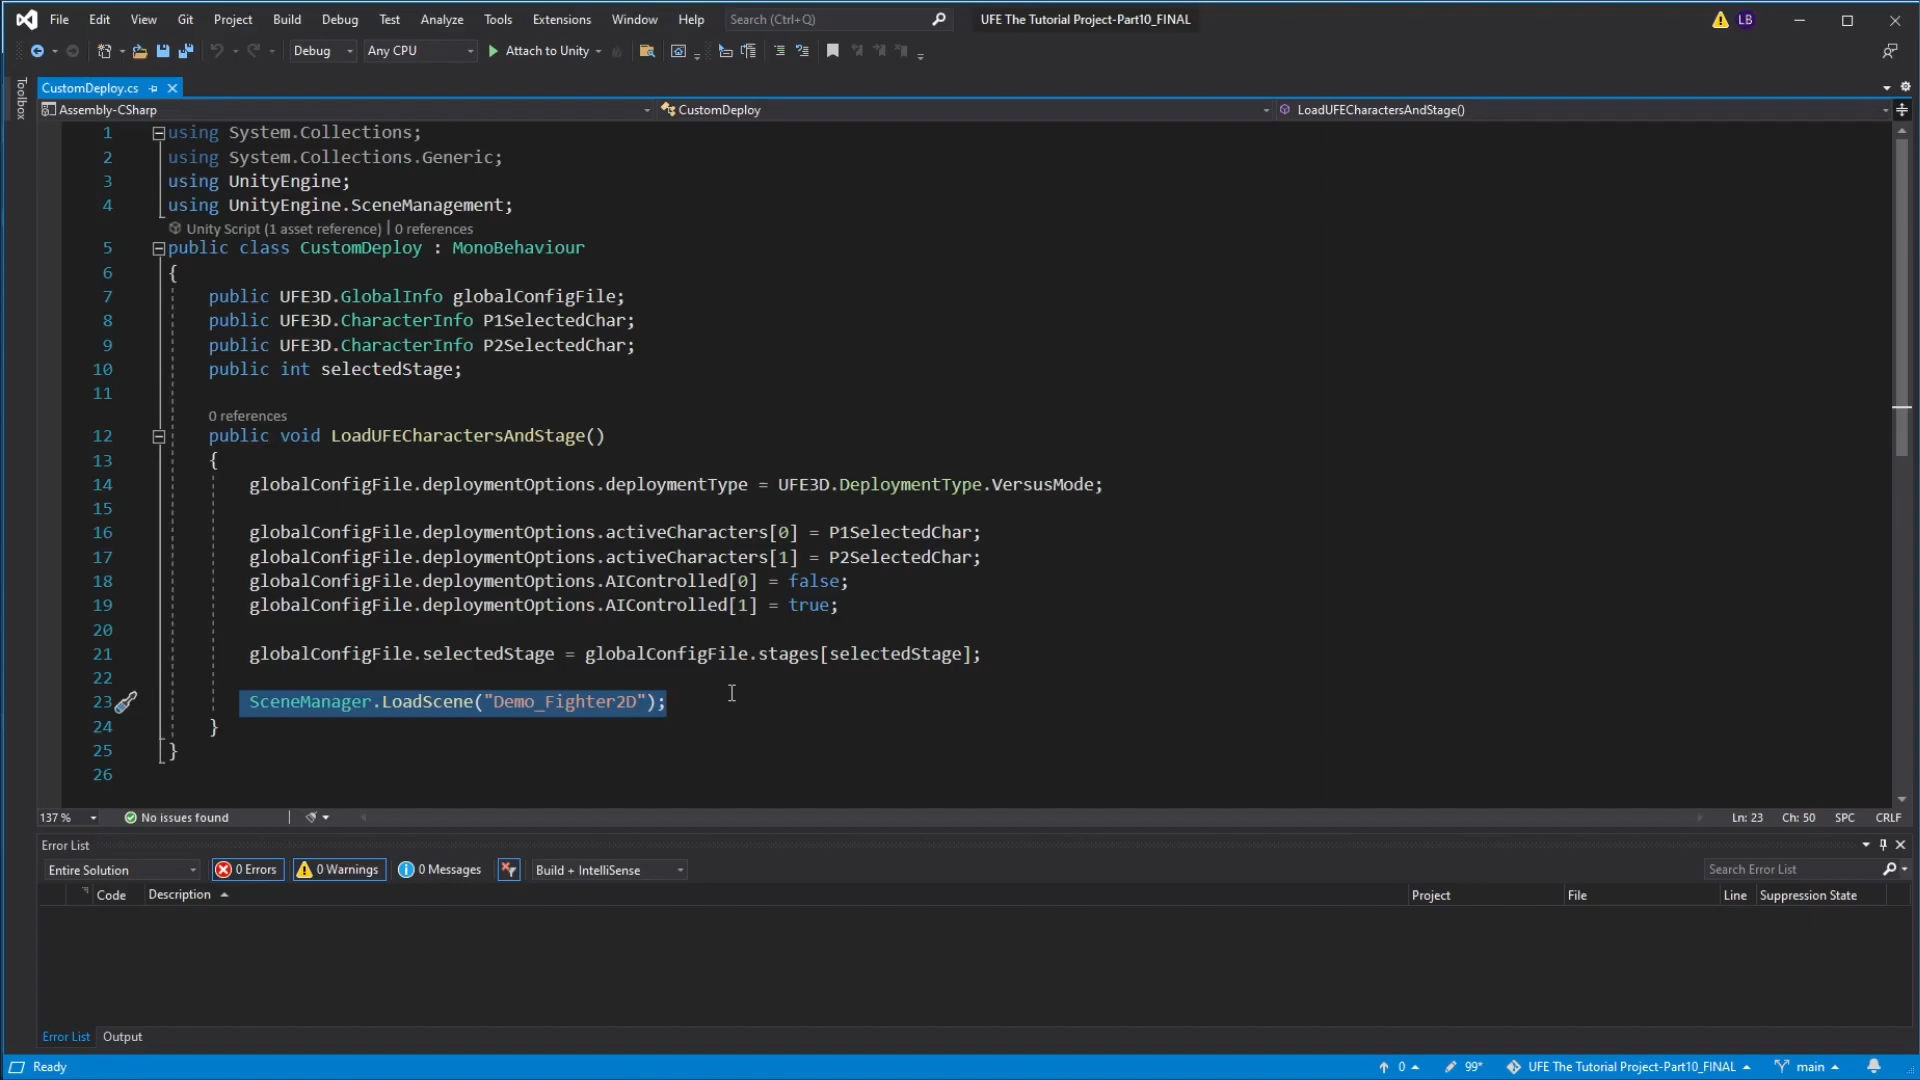 File Edit View Git Project Build Debug Test Analyze Tools Extensions Window Help Search (Ctrl+Q) UFE The Tutorial Project-Part10_FINAL LB
Debug Any CPU Attach to Unity
Toolbox
CustomDeploy.cs
Assembly-CSharp CustomDeploy LoadUFECharactersAndStage()
1 using System.Collections;
2 using System.Collections.Generic;
3 using UnityEngine;
4 using UnityEngine.SceneManagement;
Unity Script (1 asset reference) | 0 references
5 public class CustomDeploy : MonoBehaviour
6 {
7 public UFE3D.GlobalInfo globalConfigFile;
8 public UFE3D.CharacterInfo P1SelectedChar;
9 public UFE3D.CharacterInfo P2SelectedChar;
10 public int selectedStage;
11
0 references
12 public void LoadUFECharactersAndStage()
13 {
14 globalConfigFile.deploymentOptions.deploymentType = UFE3D.DeploymentType.VersusMode;
15
16 globalConfigFile.deploymentOptions.activeCharacters[0] = P1SelectedChar;
17 globalConfigFile.deploymentOptions.activeCharacters[1] = P2SelectedChar;
18 globalConfigFile.deploymentOptions.AIControlled[0] = false;
19 globalConfigFile.deploymentOptions.AIControlled[1] = true;
20
21 globalConfigFile.selectedStage = globalConfigFile.stages[selectedStage];
22
23 SceneManager.LoadScene("Demo_Fighter2D");
24 }
25 }
26
137 % No issues found Ln: 23 Ch: 50 SPC CRLF
Error List
Entire Solution 0 Errors 0 Warnings 0 Messages Build + IntelliSense Search Error List
Code Description Project File Line Suppression State
Error List Output
Ready 0 99* UFE The Tutorial Project-Part10_FINAL main